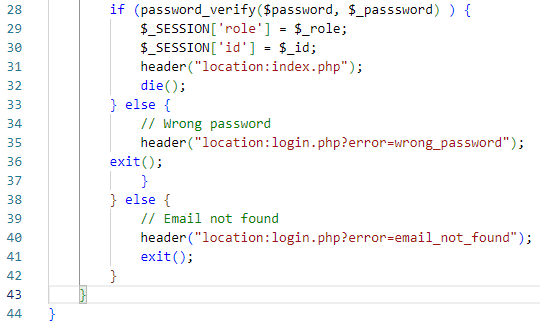 28 if (password_verify($password, $_passsword) ) {
29 $_SESSION['role'] = $_role;
30 $_SESSION['id'] = $_id;
31 header("location:index.php");
32 die();
33 } else {
34 // Wrong password
35 header("location:login.php?error=wrong_password");
36 exit();
37 }
38 } else {
39 // Email not found
40 header("location:login.php?error=email_not_found");
41 exit();
42 }
43 }
44 }